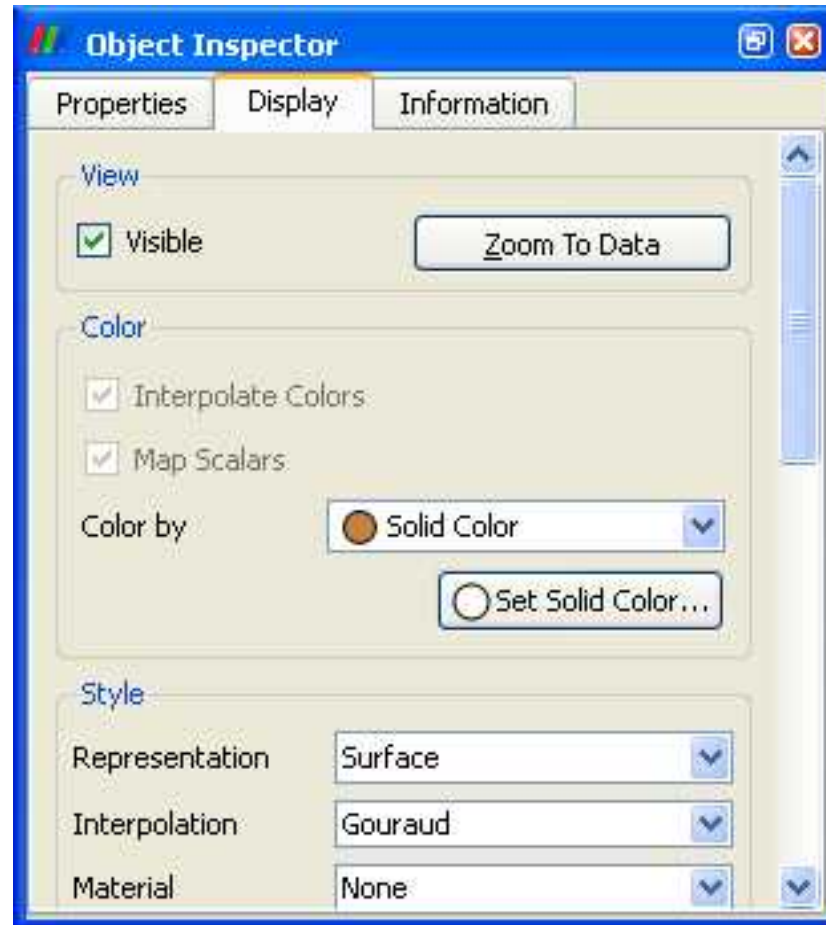 Object Inspector
Properties Display Information
View
Visible Zoom To Data
Color
Interpolate Colors
Map Scalars
Color by Solid Color
Set Solid Color...
Style
Representation Surface
Interpolation Gouraud
Material None